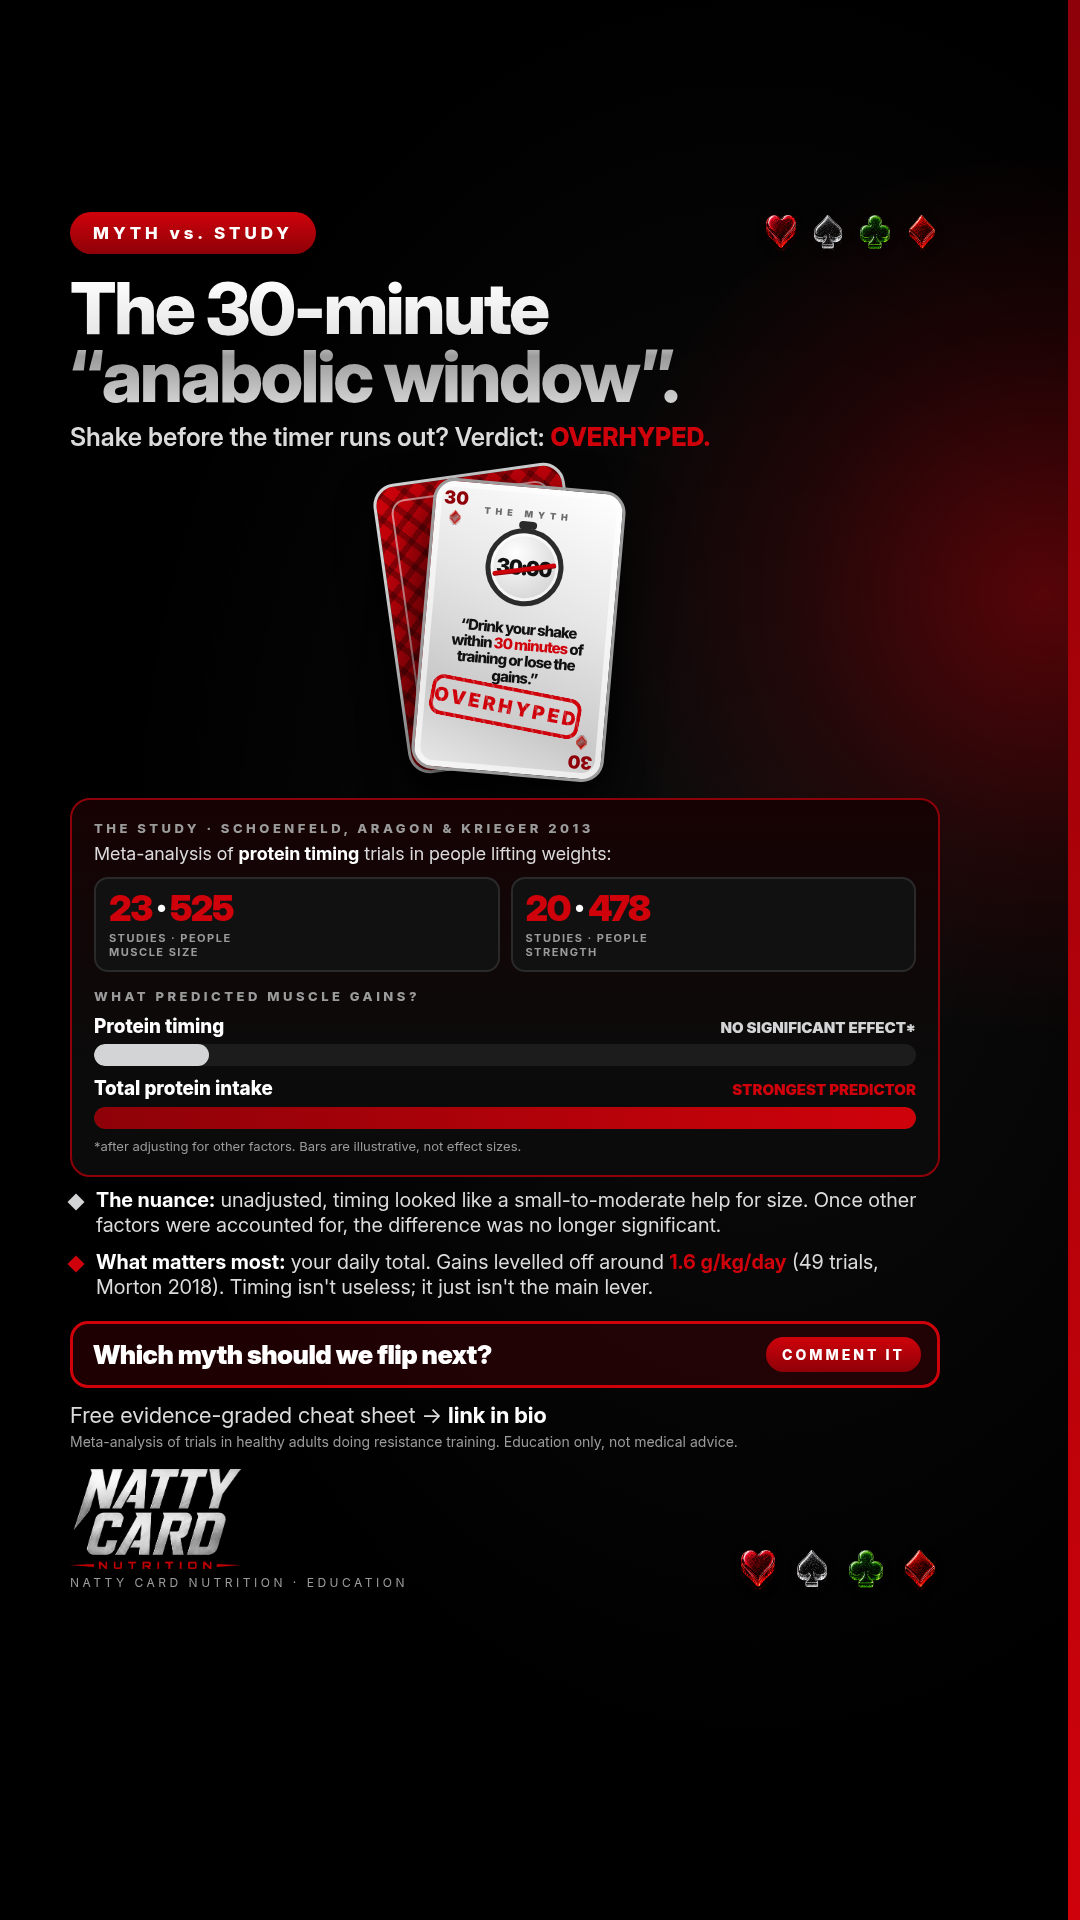 MYTH vs. STUDY
The 30-minute
“anabolic window”.
Shake before the timer runs out? Verdict: OVERHYPED.
30
THE MYTH
30:00
“Drink your shake
within 30 minutes of
training or lose the
gains.”
OVERHYPED
30
THE STUDY · SCHOENFELD, ARAGON & KRIEGER 2013
Meta-analysis of protein timing trials in people lifting weights:
23 · 525
STUDIES · PEOPLE
MUSCLE SIZE
20 · 478
STUDIES · PEOPLE
STRENGTH
WHAT PREDICTED MUSCLE GAINS?
Protein timing NO SIGNIFICANT EFFECT*
Total protein intake STRONGEST PREDICTOR
*after adjusting for other factors. Bars are illustrative, not effect sizes.
The nuance: unadjusted, timing looked like a small-to-moderate help for size. Once other
factors were accounted for, the difference was no longer significant.
What matters most: your daily total. Gains levelled off around 1.6 g/kg/day (49 trials,
Morton 2018). Timing isn't useless; it just isn't the main lever.
Which myth should we flip next? COMMENT IT
Free evidence-graded cheat sheet → link in bio
Meta-analysis of trials in healthy adults doing resistance training. Education only, not medical advice.
NATTY
CARD
NUTRITION
NATTY CARD NUTRITION · EDUCATION